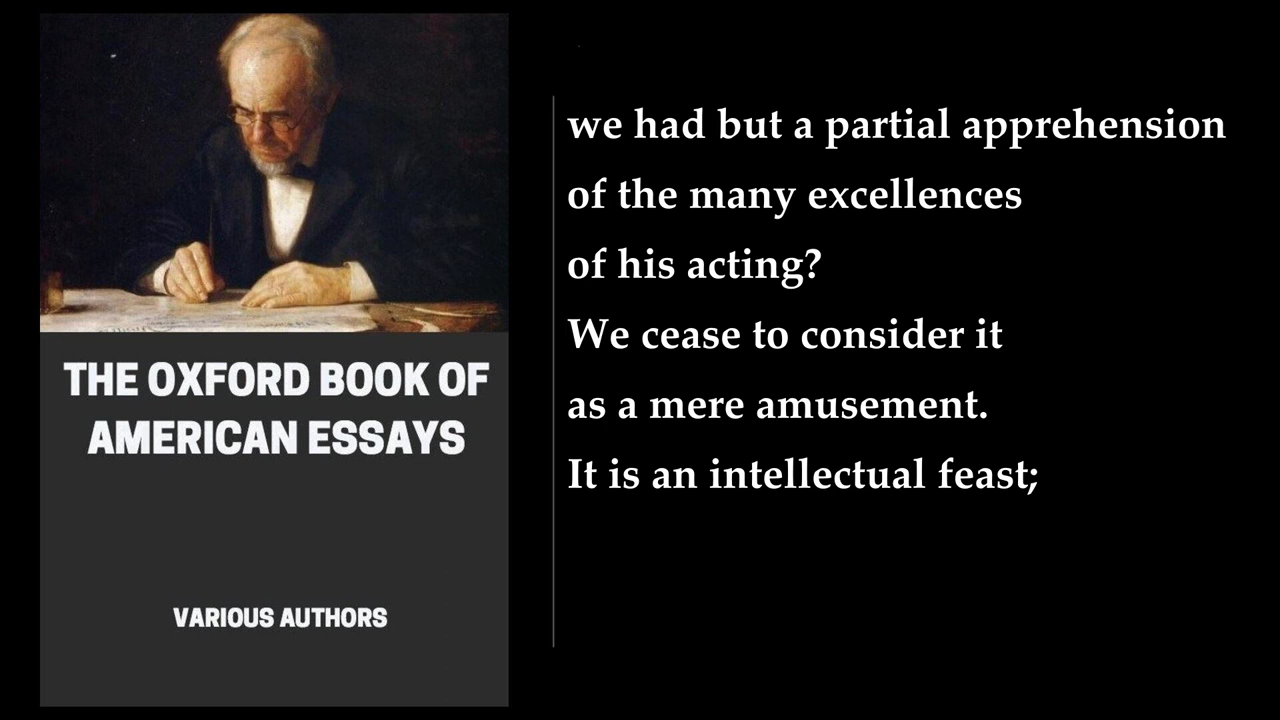 THE OXFORD BOOK OF
AMERICAN ESSAYS
VARIOUS AUTHORS
we had but a partial apprehension
of the many excellences
of his acting?
We cease to consider it
as a mere amusement.
It is an intellectual feast;